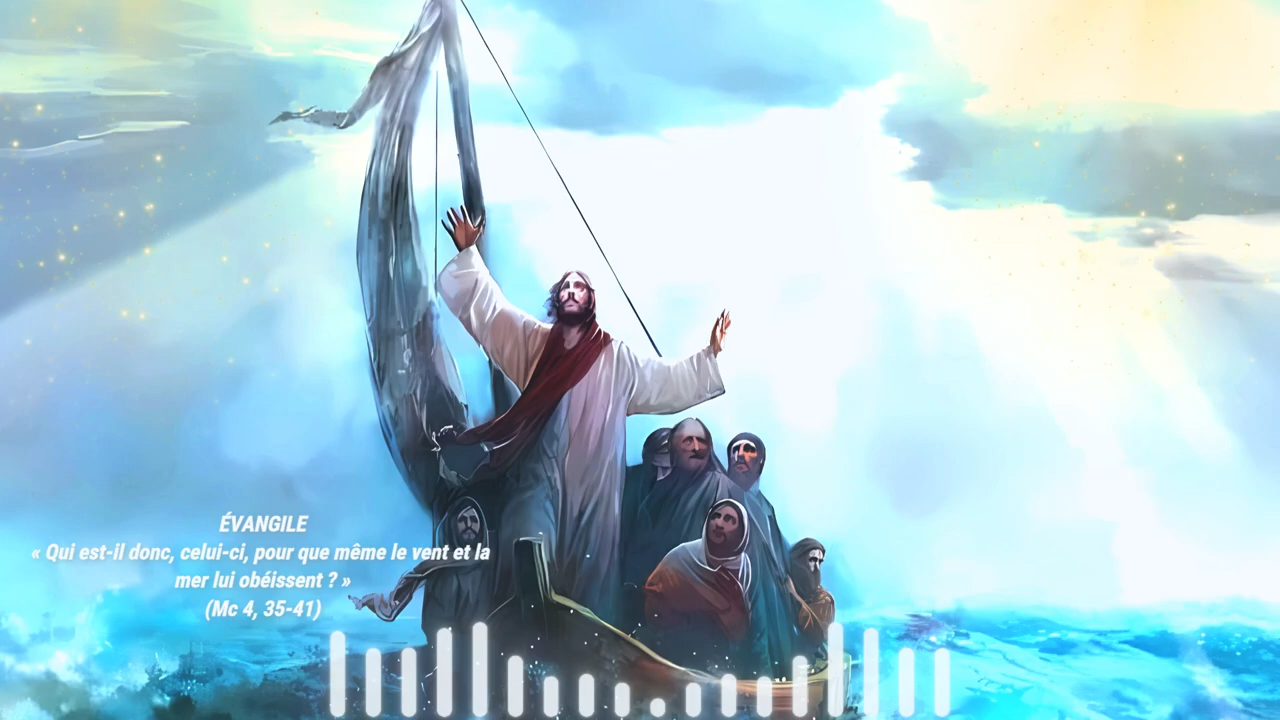 ÉVANGILE
« Qui est-il donc, celui-ci, pour que même le vent et la
mer lui obéissent ? »
(Mc 4, 35-41)